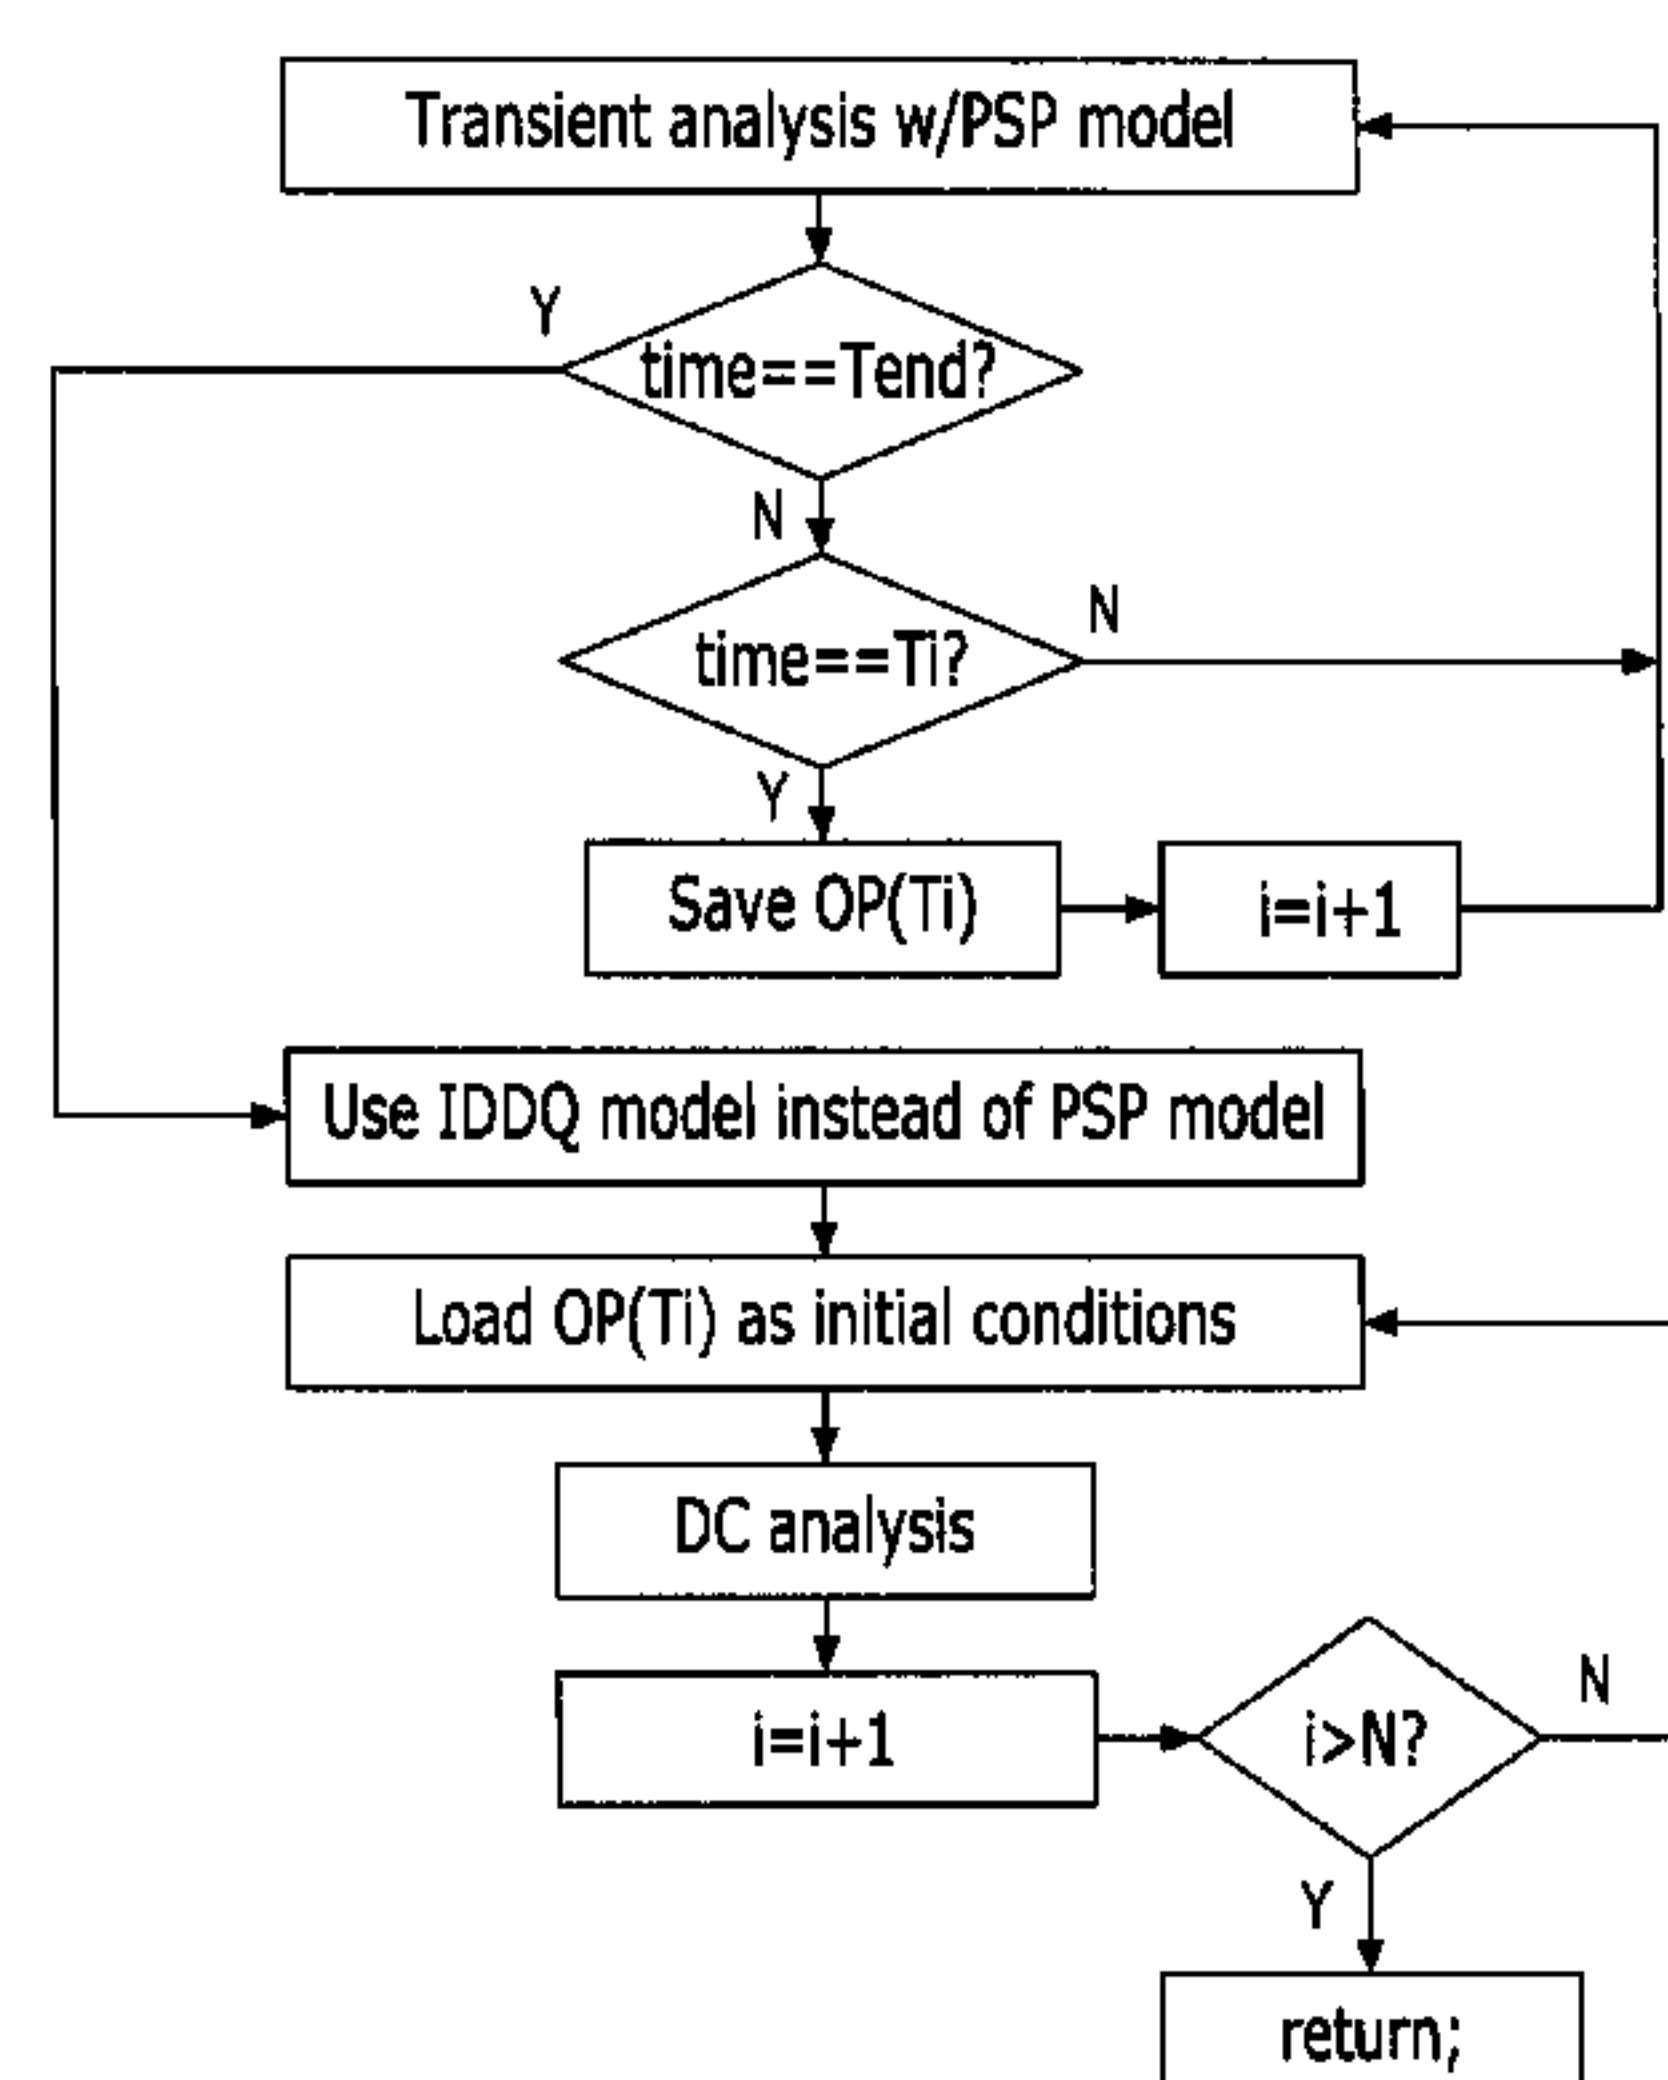 Transient analysis w/PSP model
Y
time==Tend?
N
time==Ti?
N
Y
Save OP(Ti)
i=i+1
Use IDDQ model instead of PSP model
Load OP(Ti) as initial conditions
DC analysis
i=i+1
i>N?
N
Y
return;